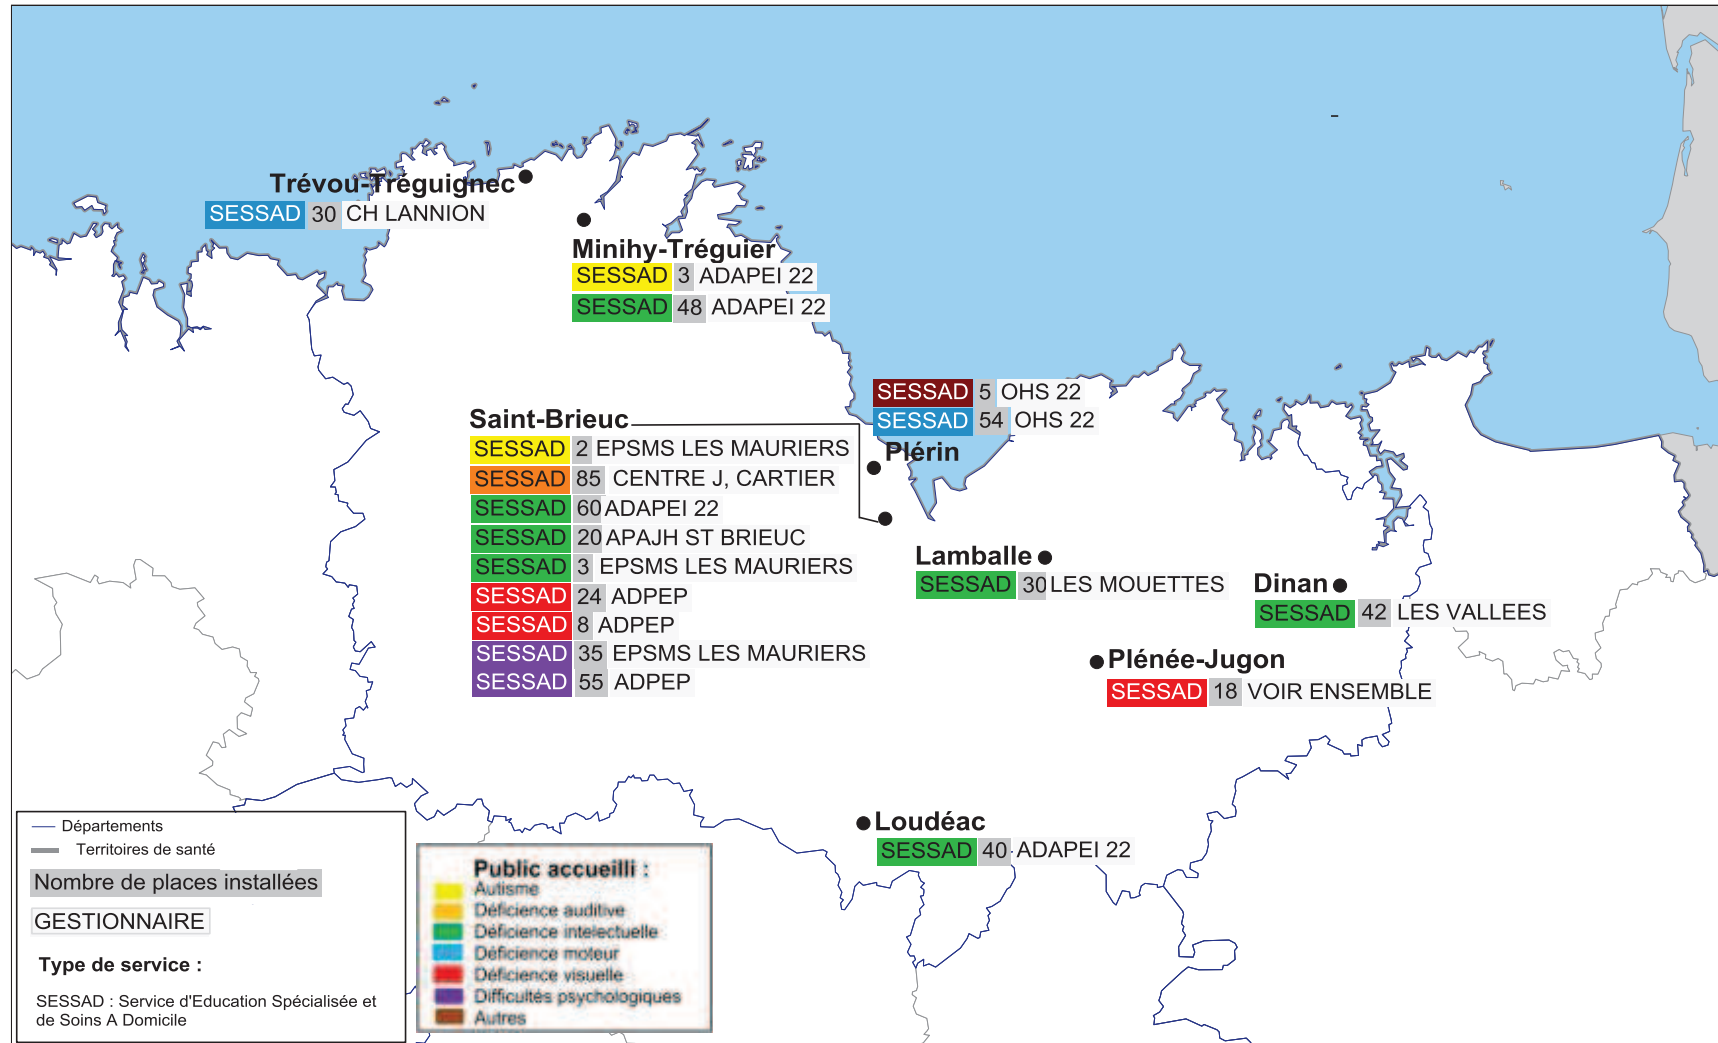 Trévou-Tréguignec
SESSAD 30 CH LANNION
Minihy-Tréguier
SESSAD 3 ADAPEI 22
SESSAD 48 ADAPEI 22
SESSAD 5 OHS 22
SESSAD 54 OHS 22
Plérin
Saint-Brieuc
SESSAD 2 EPSMS LES MAURIERS
SESSAD 85 CENTRE J, CARTIER
SESSAD 60 ADAPEI 22
SESSAD 20 APAJH ST BRIEUC
SESSAD 3 EPSMS LES MAURIERS
SESSAD 24 ADPEP
SESSAD 8 ADPEP
SESSAD 35 EPSMS LES MAURIERS
SESSAD 55 ADPEP
Lamballe
SESSAD 30 LES MOUETTES
Dinan
SESSAD 42 LES VALLEES
Plénée-Jugon
SESSAD 18 VOIR ENSEMBLE
Loudéac
SESSAD 40 ADAPEI 22
Départements
Territoires de santé
Nombre de places installées
GESTIONNAIRE
Type de service :
SESSAD : Service d'Education Spécialisée et
de Soins A Domicile
Public accueilli :
Autisme
Déficience auditive
Déficience intelectuelle
Déficience moteur
Déficience visuelle
Difficultés psychologiques
Autres